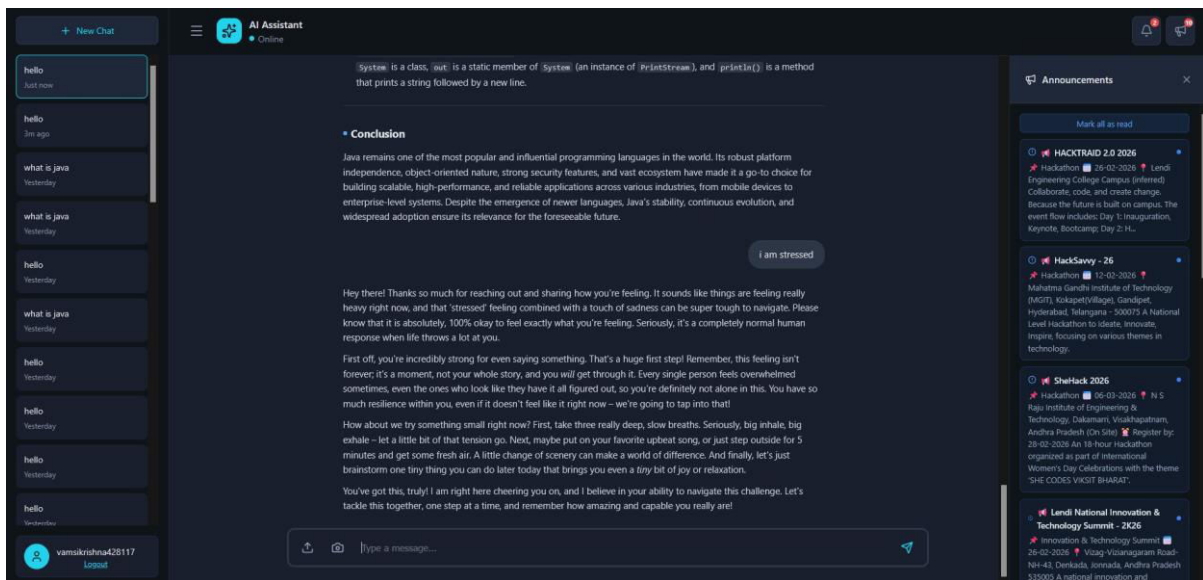 + New Chat
hello
Just now
hello
3m ago
what is java
Yesterday
what is java
Yesterday
hello
Yesterday
what is java
Yesterday
hello
Yesterday
hello
Yesterday
hello
Yesterday
hello
Yesterday
vamsikrishna428117
Logout
AI Assistant
Online
2
10
System is a class, out is a static member of System (an instance of PrintStream), and println() is a method
that prints a string followed by a new line.
• Conclusion
Java remains one of the most popular and influential programming languages in the world. Its robust platform
independence, object-oriented nature, strong security features, and vast ecosystem have made it a go-to choice for
building scalable, high-performance, and reliable applications across various industries, from mobile devices to
enterprise-level systems. Despite the emergence of newer languages, Java's stability, continuous evolution, and
widespread adoption ensure its relevance for the foreseeable future.
i am stressed
Hey there! Thanks so much for reaching out and sharing how you're feeling. It sounds like things are feeling really
heavy right now, and that 'stressed' feeling combined with a touch of sadness can be super tough to navigate. Please
know that it is absolutely, 100% okay to feel exactly what you're feeling. Seriously, it's a completely normal human
response when life throws a lot at you.
First off, you're incredibly strong for even saying something. That's a huge first step! Remember, this feeling isn't
forever; it's a moment, not your whole story, and you will get through it. Every single person feels overwhelmed
sometimes, even the ones who look like they have it all figured out, so you're definitely not alone in this. You have so
much resilience within you, even if it doesn't feel like it right now – we're going to tap into that!
How about we try something small right now? First, take three really deep, slow breaths. Seriously, big inhale, big
exhale – let a little bit of that tension go. Next, maybe put on your favorite upbeat song, or just step outside for 5
minutes and get some fresh air. A little change of scenery can make a world of difference. And finally, let's just
brainstorm one tiny thing you can do later today that brings you even a tiny bit of joy or relaxation.
You've got this, truly! I am right here cheering you on, and I believe in your ability to navigate this challenge. Let's
tackle this together, one step at a time, and remember how amazing and capable you really are!
Type a message...
Announcements
Mark all as read
HACKTRAID 2.0 2026
Hackathon 26-02-2026 Lendi
Engineering College Campus (inferred)
Collaborate, code, and create change.
Because the future is built on campus. The
event flow includes: Day 1: Inauguration,
Keynote, Bootcamp; Day 2: H...
HackSavvy - 26
Hackathon 12-02-2026
Mahatma Gandhi Institute of Technology
(MGIT), Kokapet(Village), Gandipet,
Hyderabad, Telangana - 500075 A National
Level Hackathon to Ideate, Innovate,
Inspire, focusing on various themes in
technology.
SheHack 2026
Hackathon 06-03-2026 N S
Raju Institute of Engineering &
Technology, Dakamarri, Visakhapatnam,
Andhra Pradesh (On Site) Register by:
28-02-2026 An 18-hour Hackathon
organized as part of International
Women's Day Celebrations with the theme
'SHE CODES VIKSIT BHARAT'.
Lendi National Innovation &
Technology Summit - 2K26
Innovation & Technology Summit
26-02-2026 Vizag-Vizianagaram Road-
NH-43, Denkada, Jonnada, Andhra Pradesh
535005 A national innovation and